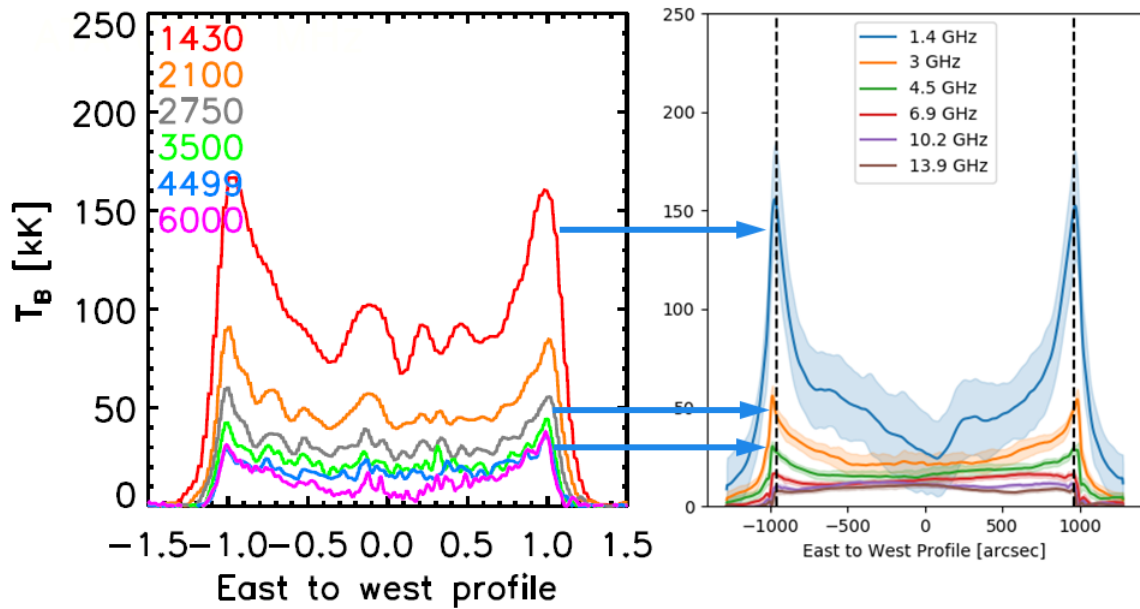 250
200
150
100
50
0
T_B [kK]
1430
2100
2750
3500
4499
6000
−1.5 −1.0 −0.5 0.0 0.5 1.0 1.5
East to west profile
250
200
150
100
50
0
1.4 GHz
3 GHz
4.5 GHz
6.9 GHz
10.2 GHz
13.9 GHz
−1000 −500 0 500 1000
East to West Profile [arcsec]